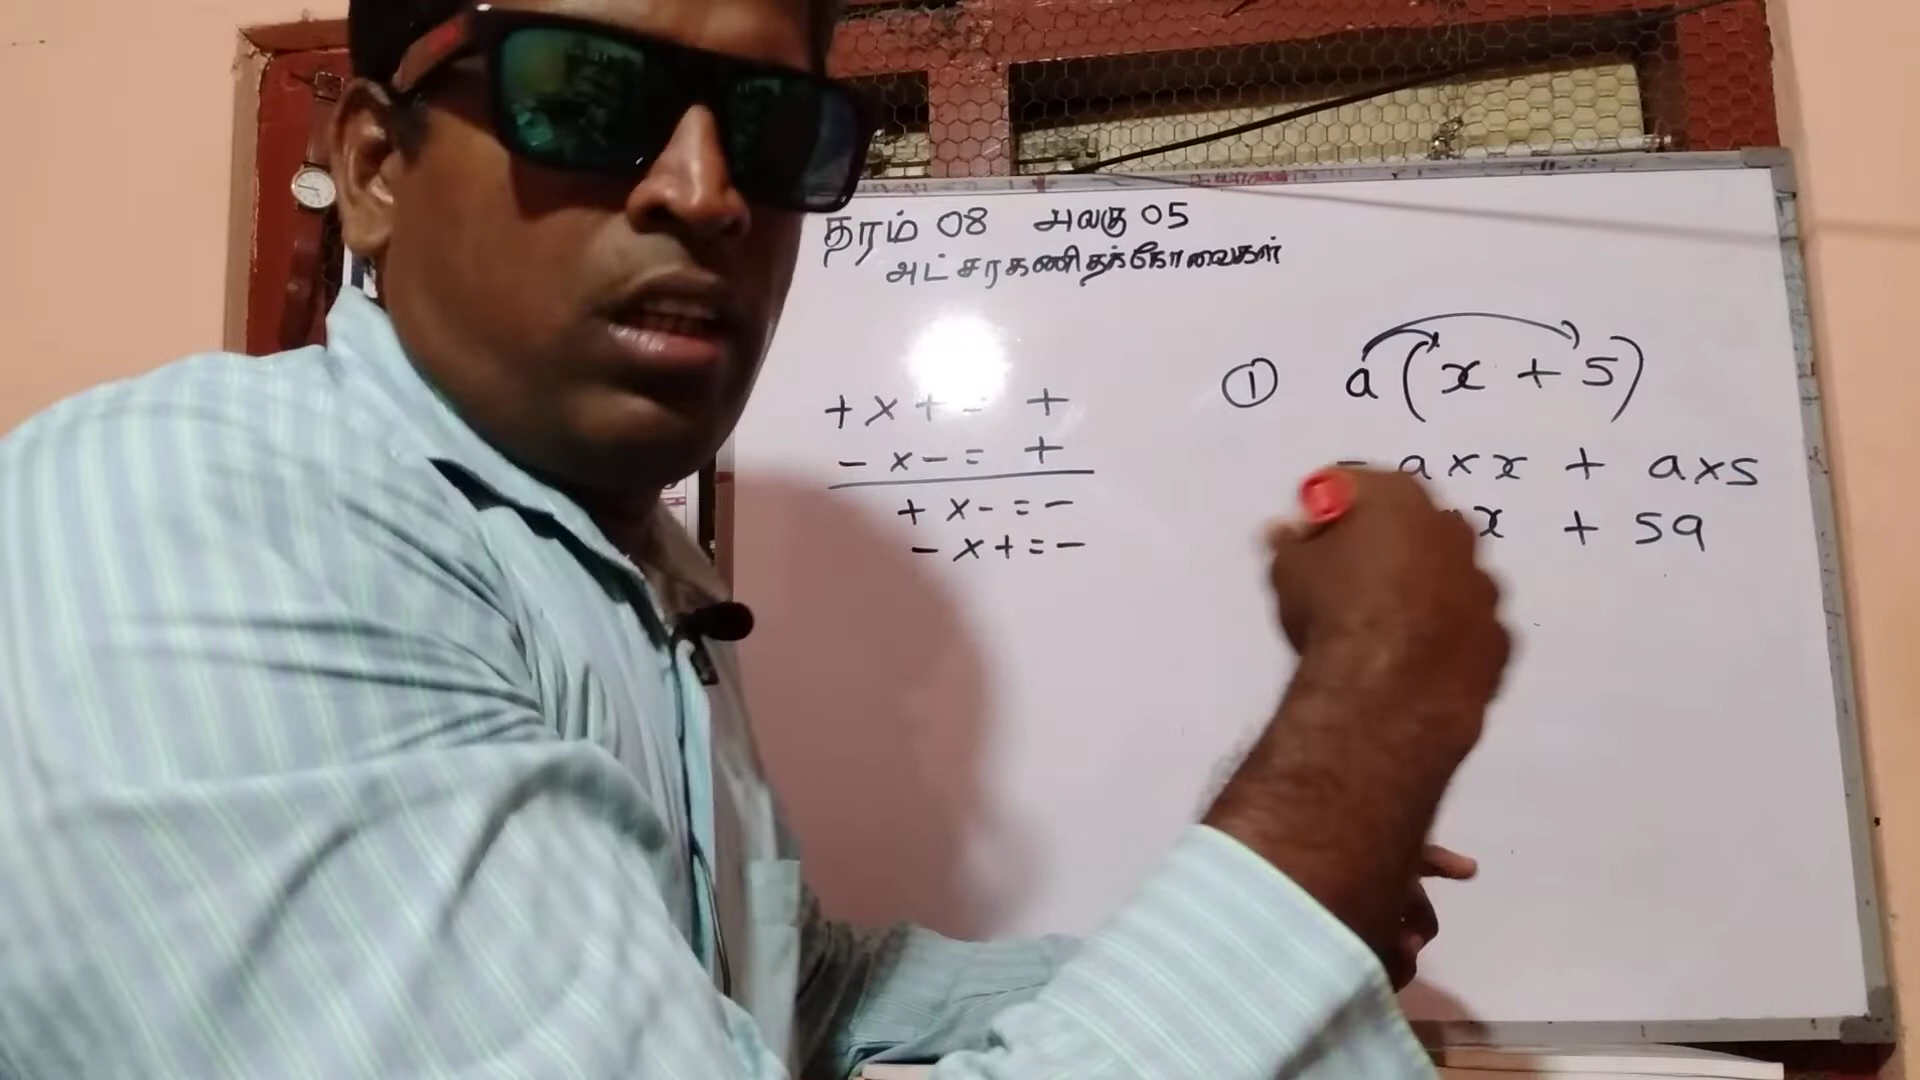 தரம் 08 அலகு 05
அட்சரகணிதக்கோவைகள்
+ x + = +
- x - = +
+ x - = -
- x + = -
① a (x + 5)
= a x x + a x 5
x + 5a